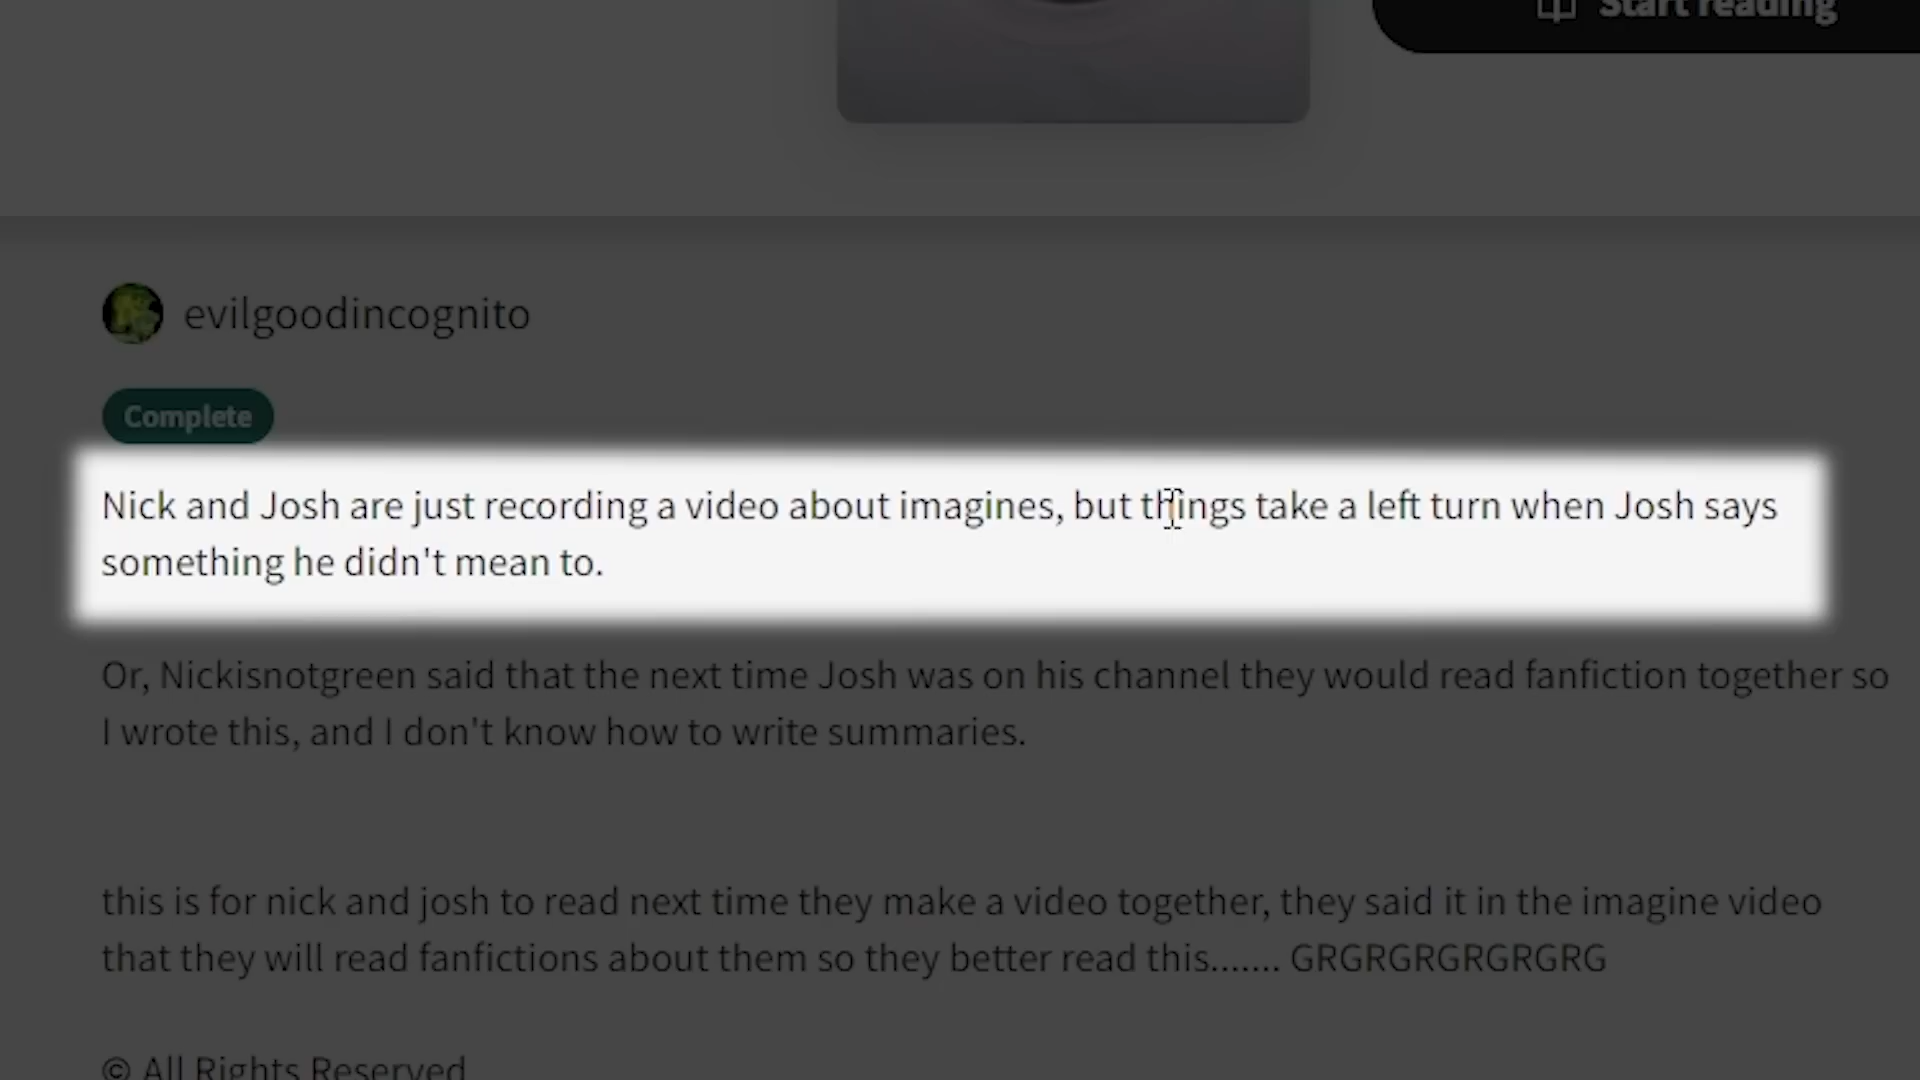 Start reading
evilgoodincognito
Complete
Nick and Josh are just recording a video about imagines, but things take a left turn when Josh says
something he didn't mean to.
Or, Nickisnotgreen said that the next time Josh was on his channel they would read fanfiction together so
I wrote this, and I don't know how to write summaries.
this is for nick and josh to read next time they make a video together, they said it in the imagine video
that they will read fanfictions about them so they better read this....... GRGRGRGRGRGRG
© All Rights Reserved